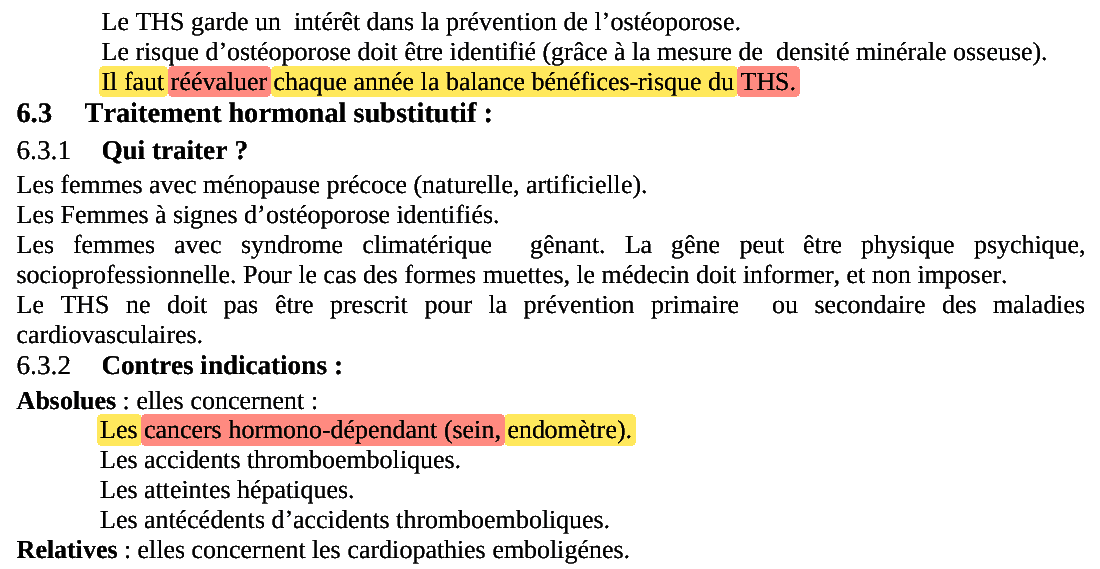 Le THS garde un intérêt dans la prévention de l'ostéoporose.
Le risque d'ostéoporose doit être identifié (grâce à la mesure de densité minérale osseuse).
Il faut réévaluer chaque année la balance bénéfices-risque du THS.
6.3 Traitement hormonal substitutif :
6.3.1 Qui traiter ?
Les femmes avec ménopause précoce (naturelle, artificielle).
Les Femmes à signes d'ostéoporose identifiés.
Les femmes avec syndrome climatérique gênant. La gêne peut être physique psychique,
socioprofessionnelle. Pour le cas des formes muettes, le médecin doit informer, et non imposer.
Le THS ne doit pas être prescrit pour la prévention primaire ou secondaire des maladies
cardiovasculaires.
6.3.2 Contres indications :
Absolues : elles concernent :
Les cancers hormono-dépendant (sein, endomètre).
Les accidents thromboemboliques.
Les atteintes hépatiques.
Les antécédents d'accidents thromboemboliques.
Relatives : elles concernent les cardiopathies emboligénes.